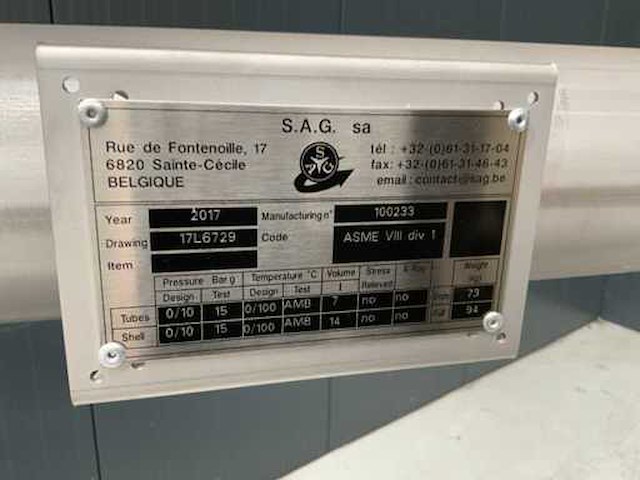 S.A.G. sa
Rue de Fontenoille, 17
6820 Sainte-Cécile
BELGIQUE
tél : +32-(0)61-31-17-04
fax: +32-(0)61-31-46-43
email: contact@sag.be
Year 2017 Manufacturing n° 100233
Drawing 17L6729 Code ASME VIII div 1
Item
Pressure Bar g Temperature °C Volume Stress X-Ray Weight
Design Test Design Test l Relieved
Tubes 0/10 15 0/100 AMB 7 no no 73
Shell 0/10 15 0/100 AMB 14 no no 94